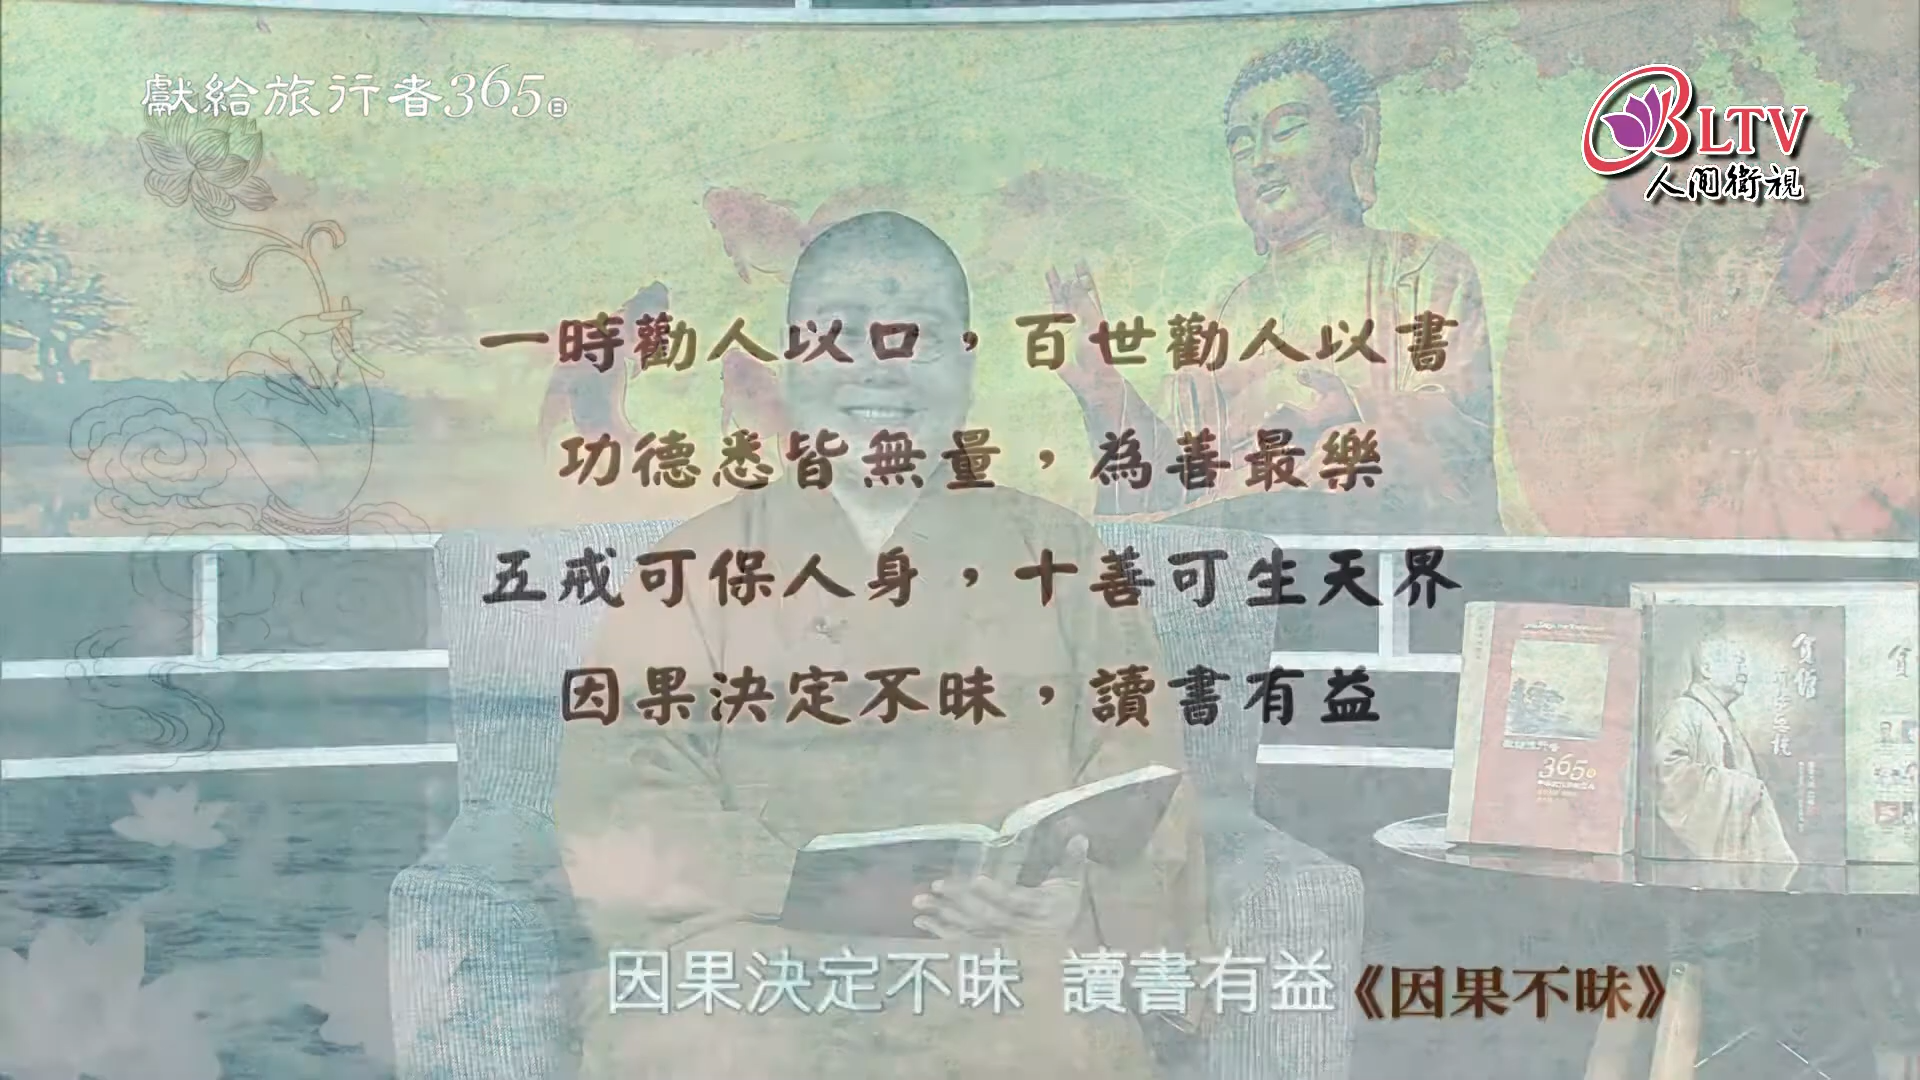 獻給旅行者365日
BLTV
人間衛視
一時勸人以口，百世勸人以書
功德悉皆無量，為善最樂
五戒可保人身，十善可生天界
因果決定不昧，讀書有益
365
因果決定不昧 讀書有益
《因果不昧》